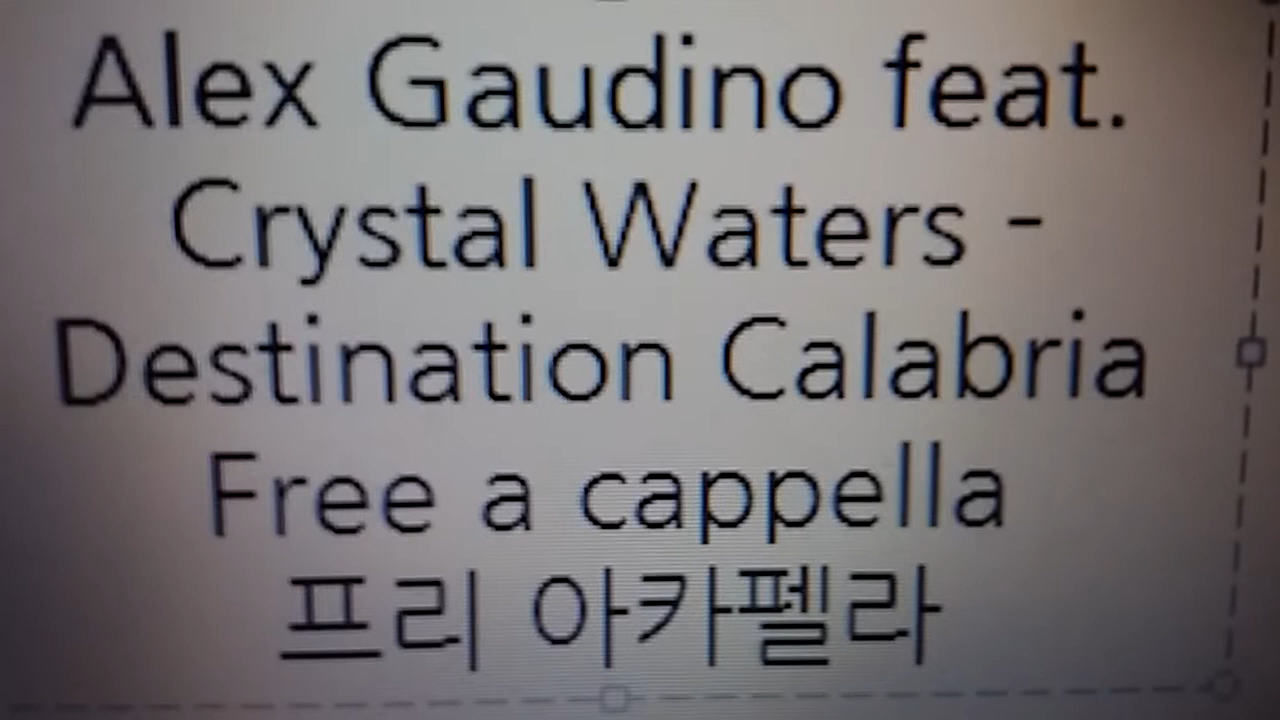 Alex Gaudino feat.
Crystal Waters -
Destination Calabria
Free a cappella
프리 아카펠라